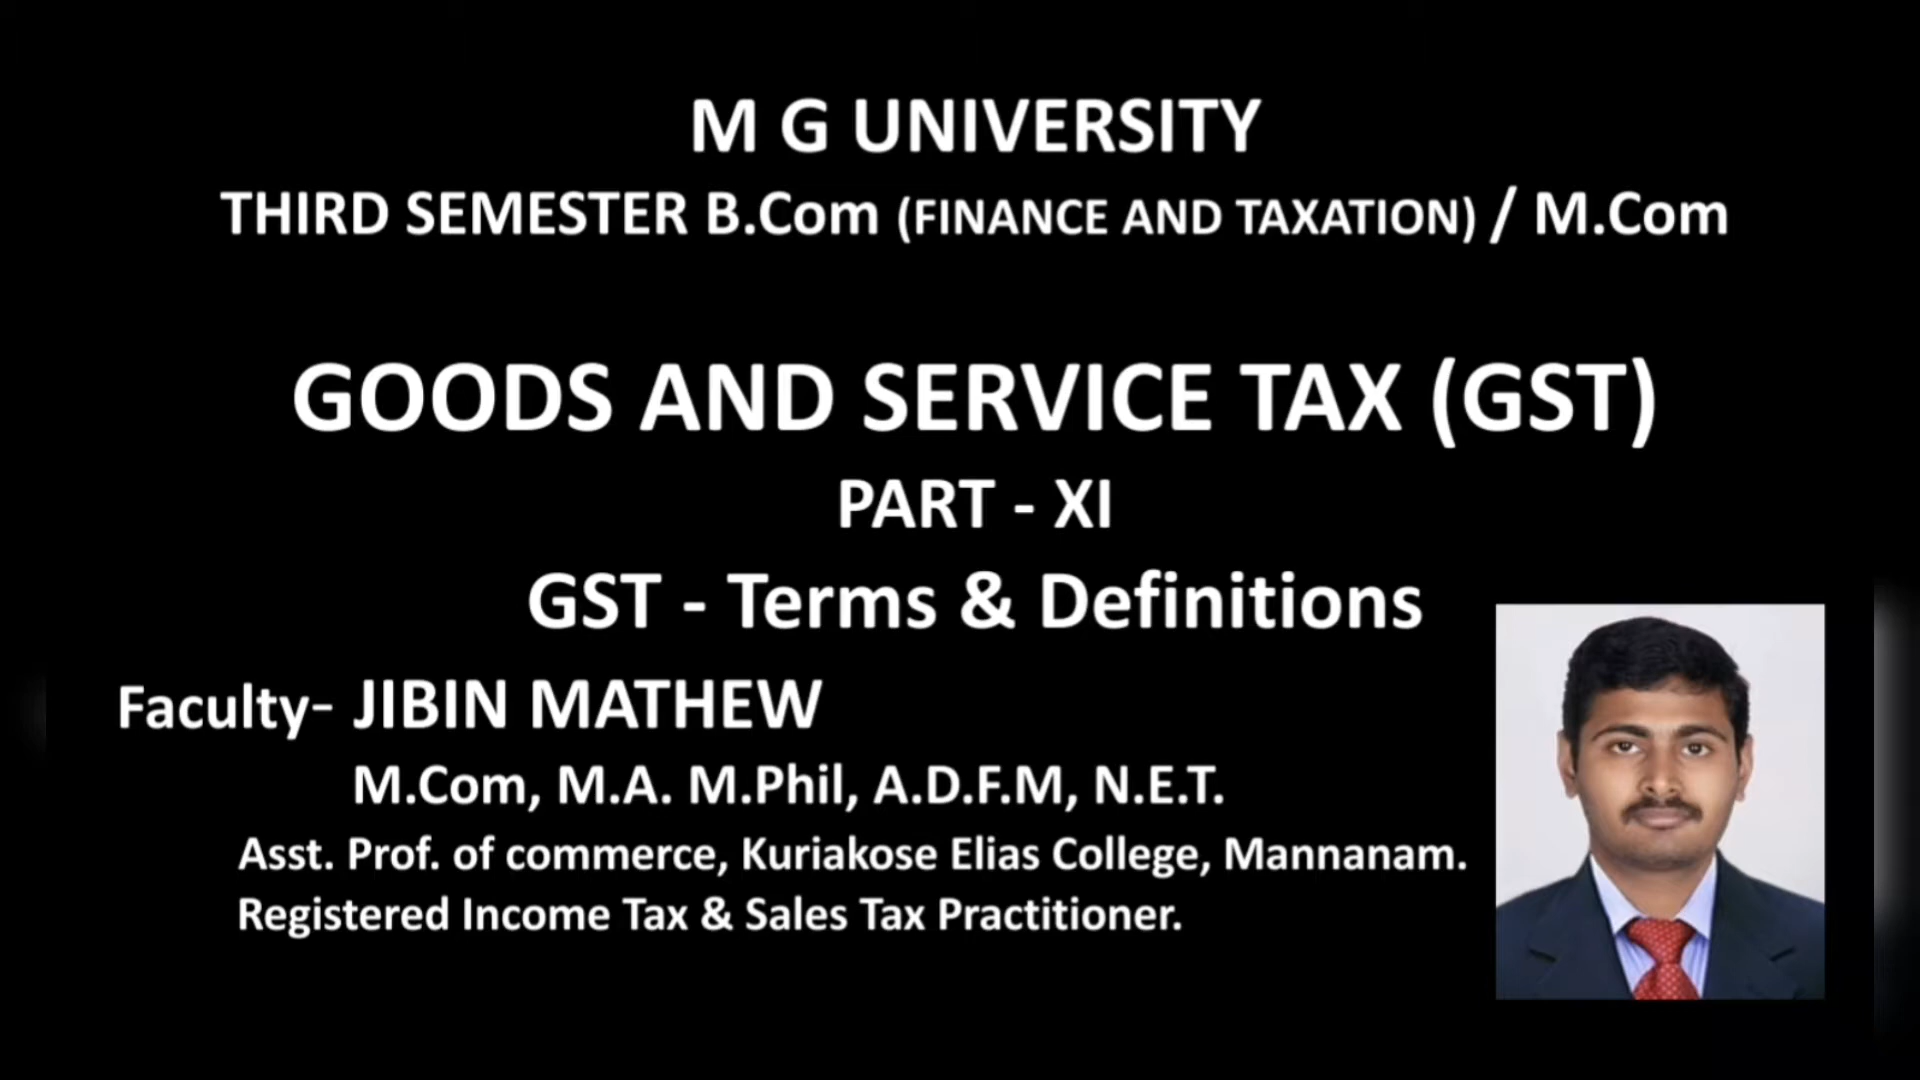 M G UNIVERSITY
THIRD SEMESTER B.Com (FINANCE AND TAXATION) / M.Com
GOODS AND SERVICE TAX (GST)
PART - XI
GST - Terms & Definitions
Faculty- JIBIN MATHEW
M.Com, M.A. M.Phil, A.D.F.M, N.E.T.
Asst. Prof. of commerce, Kuriakose Elias College, Mannanam.
Registered Income Tax & Sales Tax Practitioner.